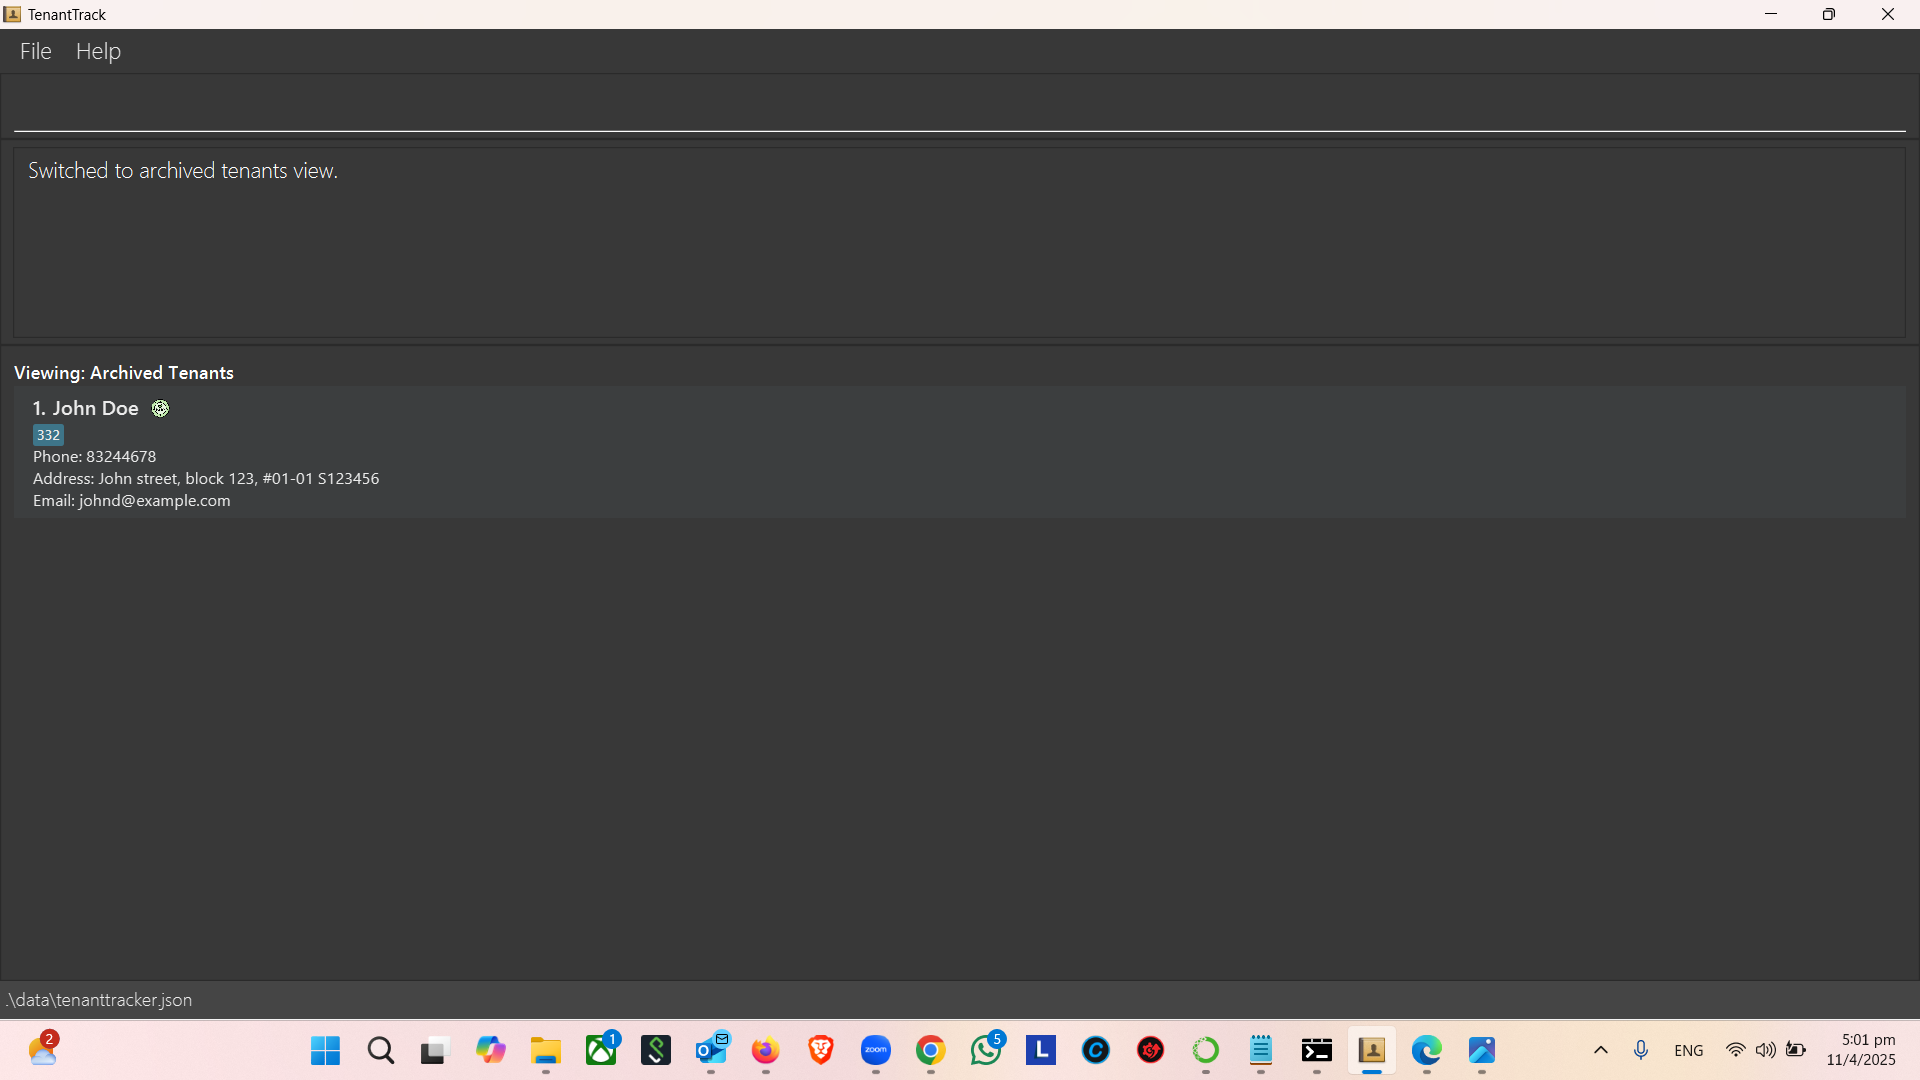 TenantTrack
File Help
Switched to archived tenants view.
Viewing: Archived Tenants
1. John Doe
332
Phone: 83244678
Address: John street, block 123, #01-01 S123456
Email: johnd@example.com
.\data\tenanttracker.json
2
1
zoom
5
L
ENG
5:01 pm
11/4/2025